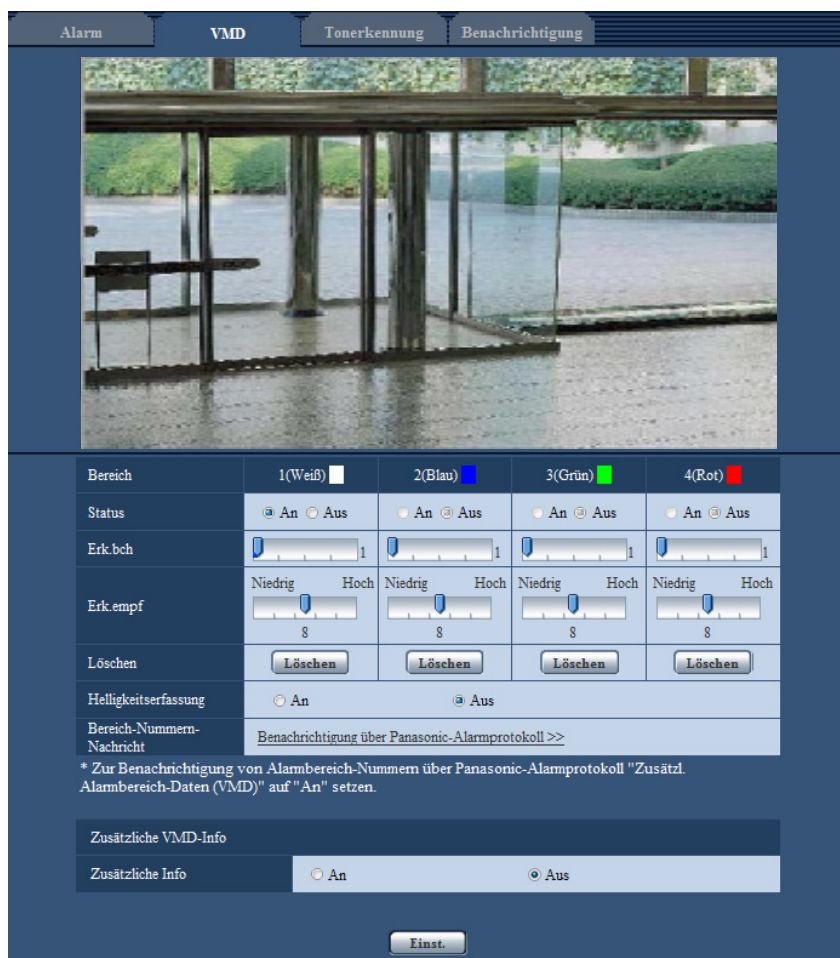 Alarm VMD Tonerkennung Benachrichtigung
Bereich 1(Weiß) 2(Blau) 3(Grün) 4(Rot)
Status An Aus An Aus An Aus An Aus
Erk.bch 1 1 1 1
Niedrig Hoch Niedrig Hoch Niedrig Hoch Niedrig Hoch
Erk.empf
8 8 8 8
Löschen Löschen Löschen Löschen Löschen
Helligkeitserfassung An Aus
Bereich-Nummern-
Nachricht
Benachrichtigung über Panasonic-Alarmprotokoll >>
* Zur Benachrichtigung von Alarmbereich-Nummern über Panasonic-Alarmprotokoll "Zusätzl.
Alarmbereich-Daten (VMD)" auf "An" setzen.
Zusätzliche VMD-Info
Zusätzliche Info An Aus
Einst.